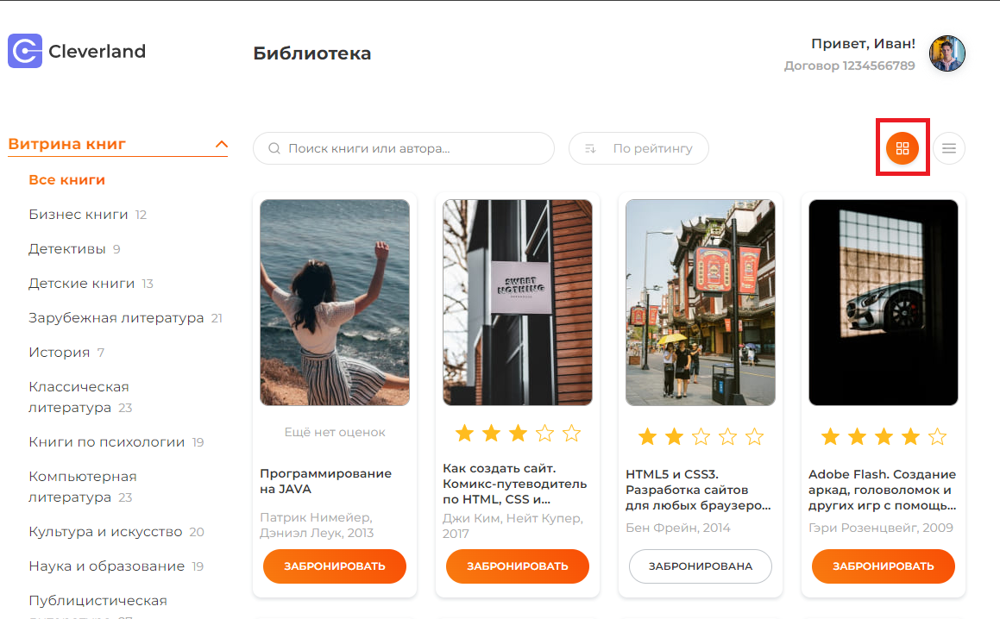 Cleverland
Библиотека
Привет, Иван!
Договор 1234566789
Витрина книг
Все книги
Бизнес книги 12
Детективы 9
Детские книги 13
Зарубежная литература 21
История 7
Классическая
литература 23
Книги по психологии 19
Компьютерная
литература 23
Культура и искусство 20
Наука и образование 19
Публицистическая
Поиск книги или автора...
По рейтингу
SWEET
NOTHING
Ещё нет оценок
Программирование
на JAVA
Патрик Нимейер,
Дэниэл Леук, 2013
ЗАБРОНИРОВАТЬ
Как создать сайт.
Комикс-путеводитель
по HTML, CSS и...
Джи Ким, Нейт Купер,
2017
ЗАБРОНИРОВАТЬ
HTML5 и CSS3.
Разработка сайтов
для любых браузеро...
Бен Фрейн, 2014
ЗАБРОНИРОВАНА
Adobe Flash. Создание
аркад, головоломок и
других игр с помощь...
Гэри Розенцвейг, 2009
ЗАБРОНИРОВАТЬ